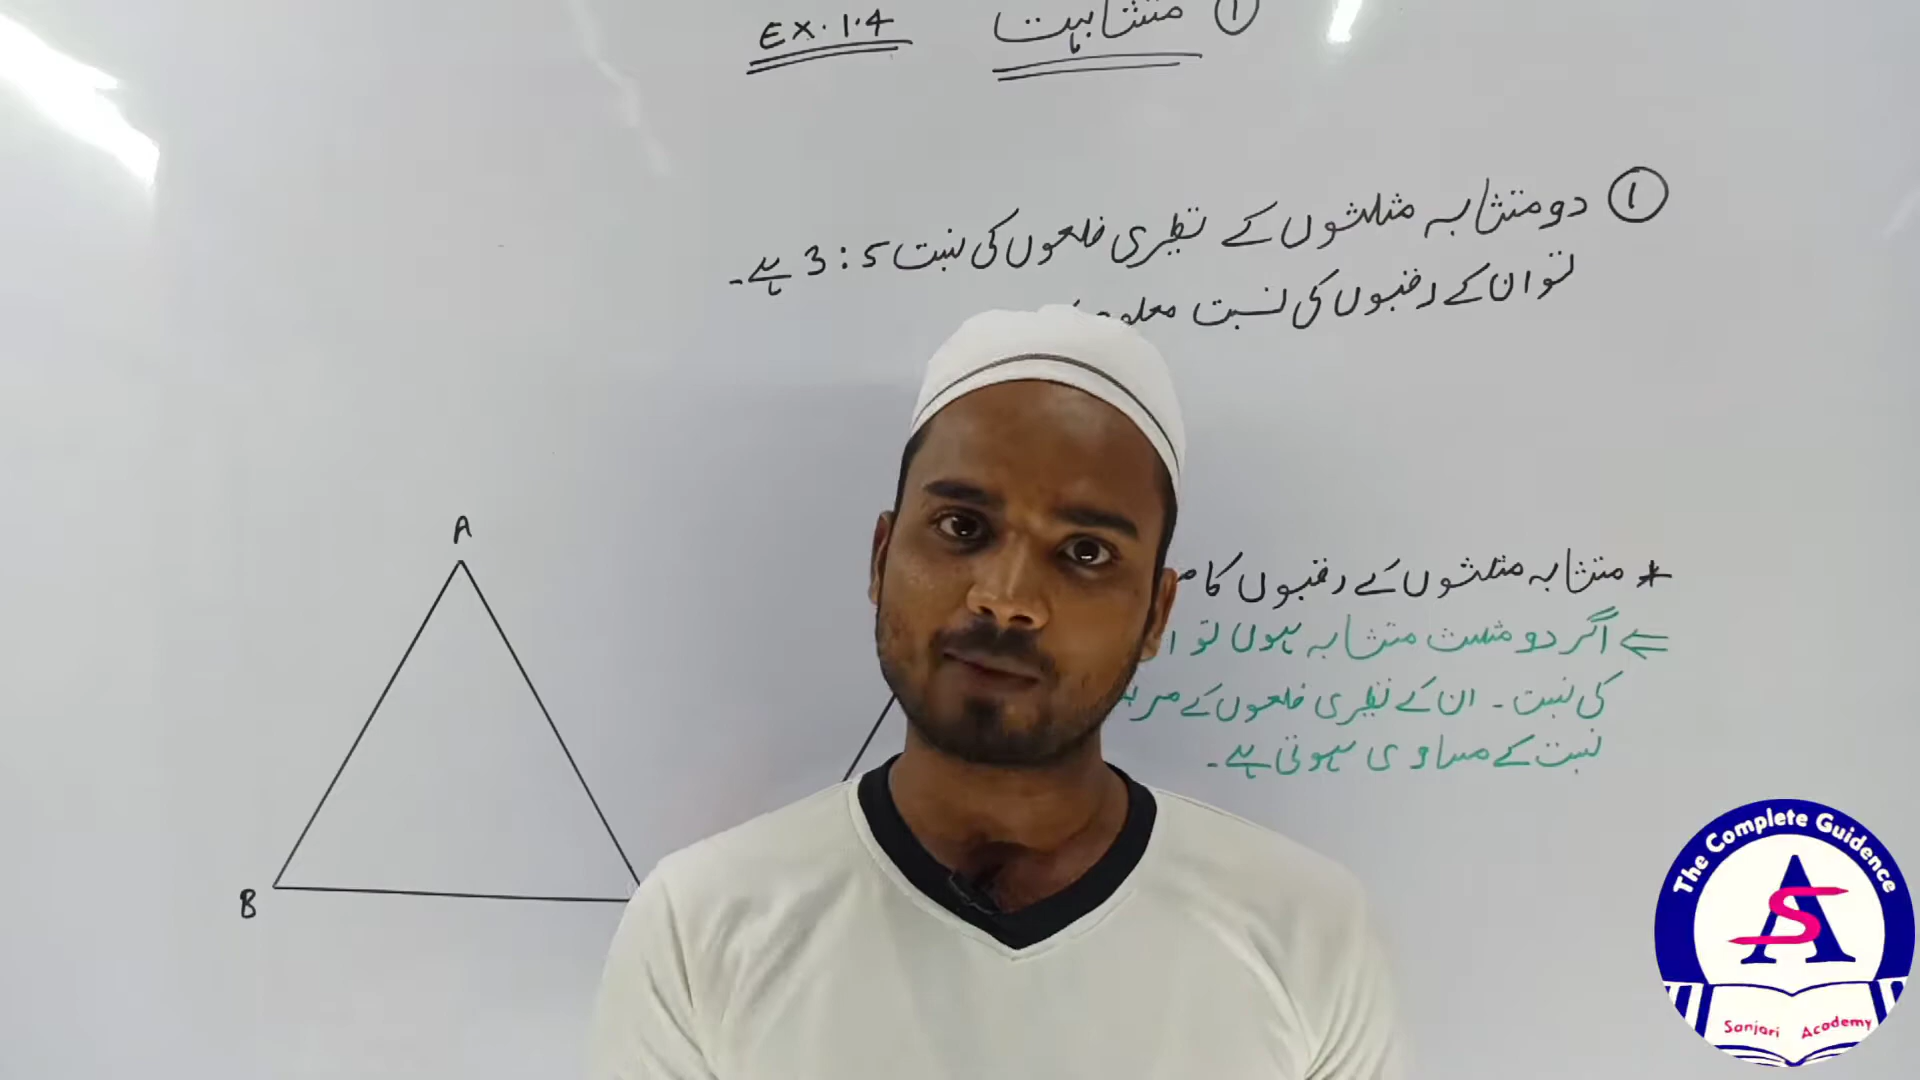 ① متشابہت EX. 1.4
① دو متشابہ مثلثوں کے نظیری ضلعوں کی نسبت 3 : 5 ہے۔
تو ان کے رقبوں کی نسبت
* متشابہ مثلثوں کے رقبوں کا
⇐ اگر دو مثلث متشابہ ہوں تو
کی نسبت ۔ ان کے نظیری ضلعوں کے
نسبت کے مساوی ہوتی ہے۔
A
B
The Complete Guidence
SA
Sanjari Academy